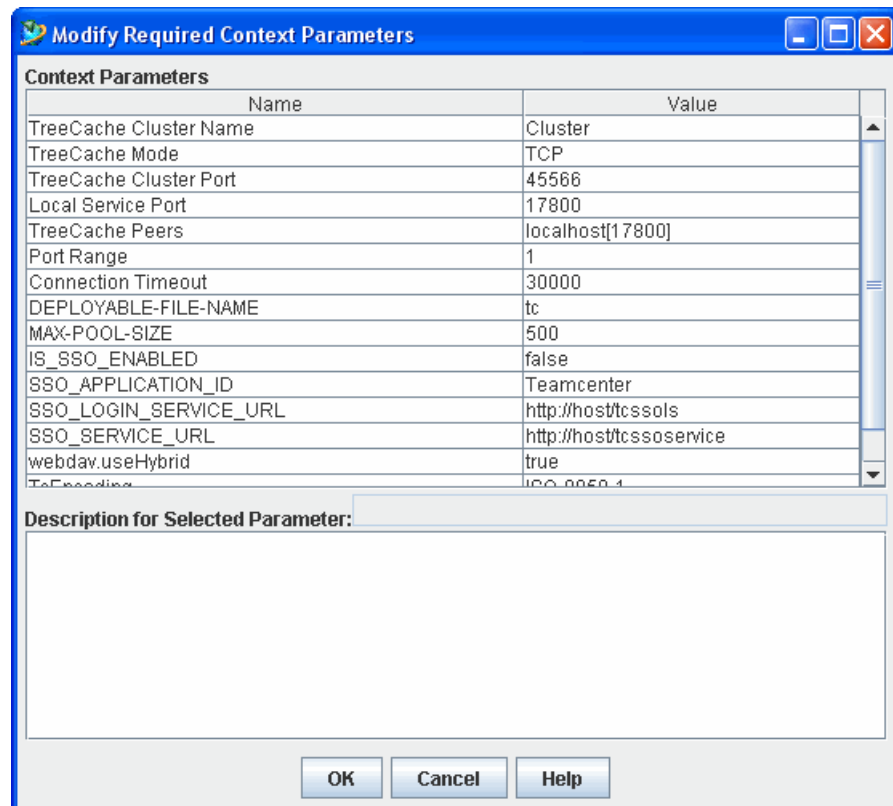 Modify Required Context Parameters
Context Parameters
Name Value
TreeCache Cluster Name Cluster
TreeCache Mode TCP
TreeCache Cluster Port 45566
Local Service Port 17800
TreeCache Peers localhost[17800]
Port Range 1
Connection Timeout 30000
DEPLOYABLE-FILE-NAME tc
MAX-POOL-SIZE 500
IS_SSO_ENABLED false
SSO_APPLICATION_ID Teamcenter
SSO_LOGIN_SERVICE_URL http://host/tcssols
SSO_SERVICE_URL http://host/tcssoservice
webdav.useHybrid true
Description for Selected Parameter:
OK Cancel Help